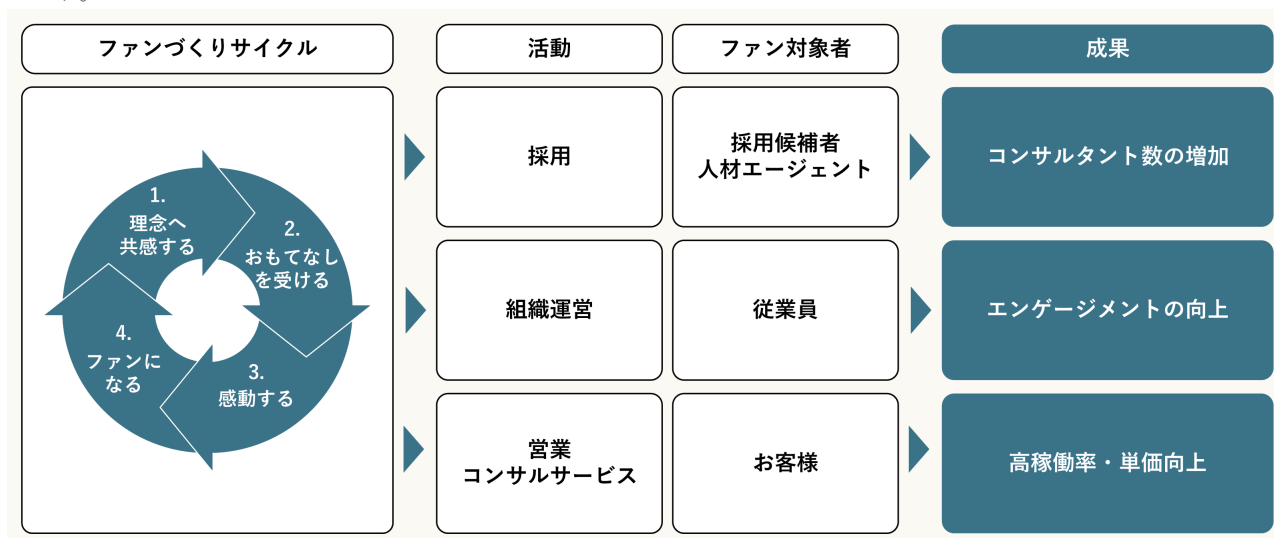 ファンづくりサイクル
活動
ファン対象者
成果
1.
理念へ
共感する
2.
おもてなし
を受ける
3.
感動する
4.
ファンに
なる
採用
採用候補者
人材エージェント
コンサルタント数の増加
組織運営
従業員
エンゲージメントの向上
営業
コンサルサービス
お客様
高稼働率・単価向上